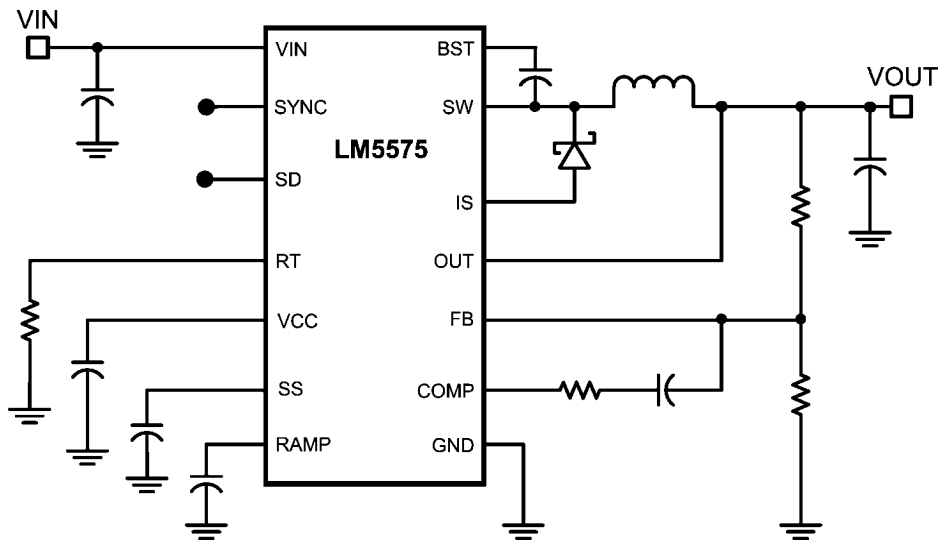 VIN
VIN
BST
VOUT
SYNC
SW
LM5575
SD
IS
RT
OUT
VCC
FB
SS
COMP
RAMP
GND